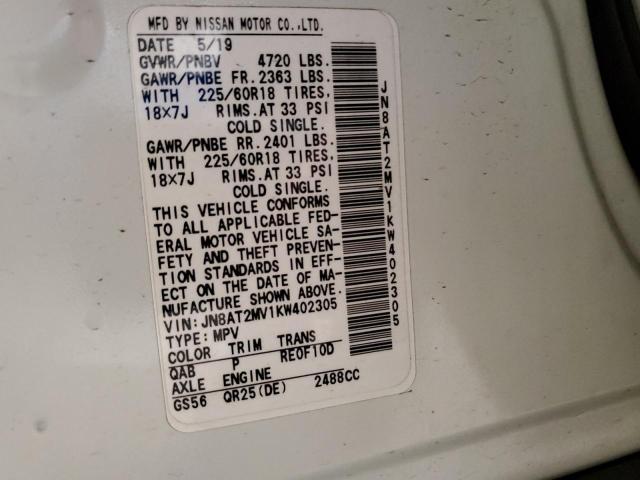 MFD BY NISSAN MOTOR CO.,LTD.
DATE 5/19
GVWR/PNBV 4720 LBS.
GAWR/PNBE FR. 2363 LBS.
WITH 225/60R18 TIRES,
18×7J RIMS. AT 33 PSI
COLD SINGLE.
GAWR/PNBE RR. 2401 LBS.
WITH 225/60R18 TIRES,
18×7J RIMS. AT 33 PSI
COLD SINGLE.
THIS VEHICLE CONFORMS
TO ALL APPLICABLE FED-
ERAL MOTOR VEHICLE SA-
FETY AND THEFT PREVEN-
TION STANDARDS IN EFF-
ECT ON THE DATE OF MA-
NUFACTURE SHOWN ABOVE.
VIN: JN8AT2MV1KW402305
TYPE: MPV
COLOR TRIM TRANS
QAB P RE0F10D
AXLE ENGINE
GS56 QR25(DE) 2488CC
JN8AT2MV1KW402305